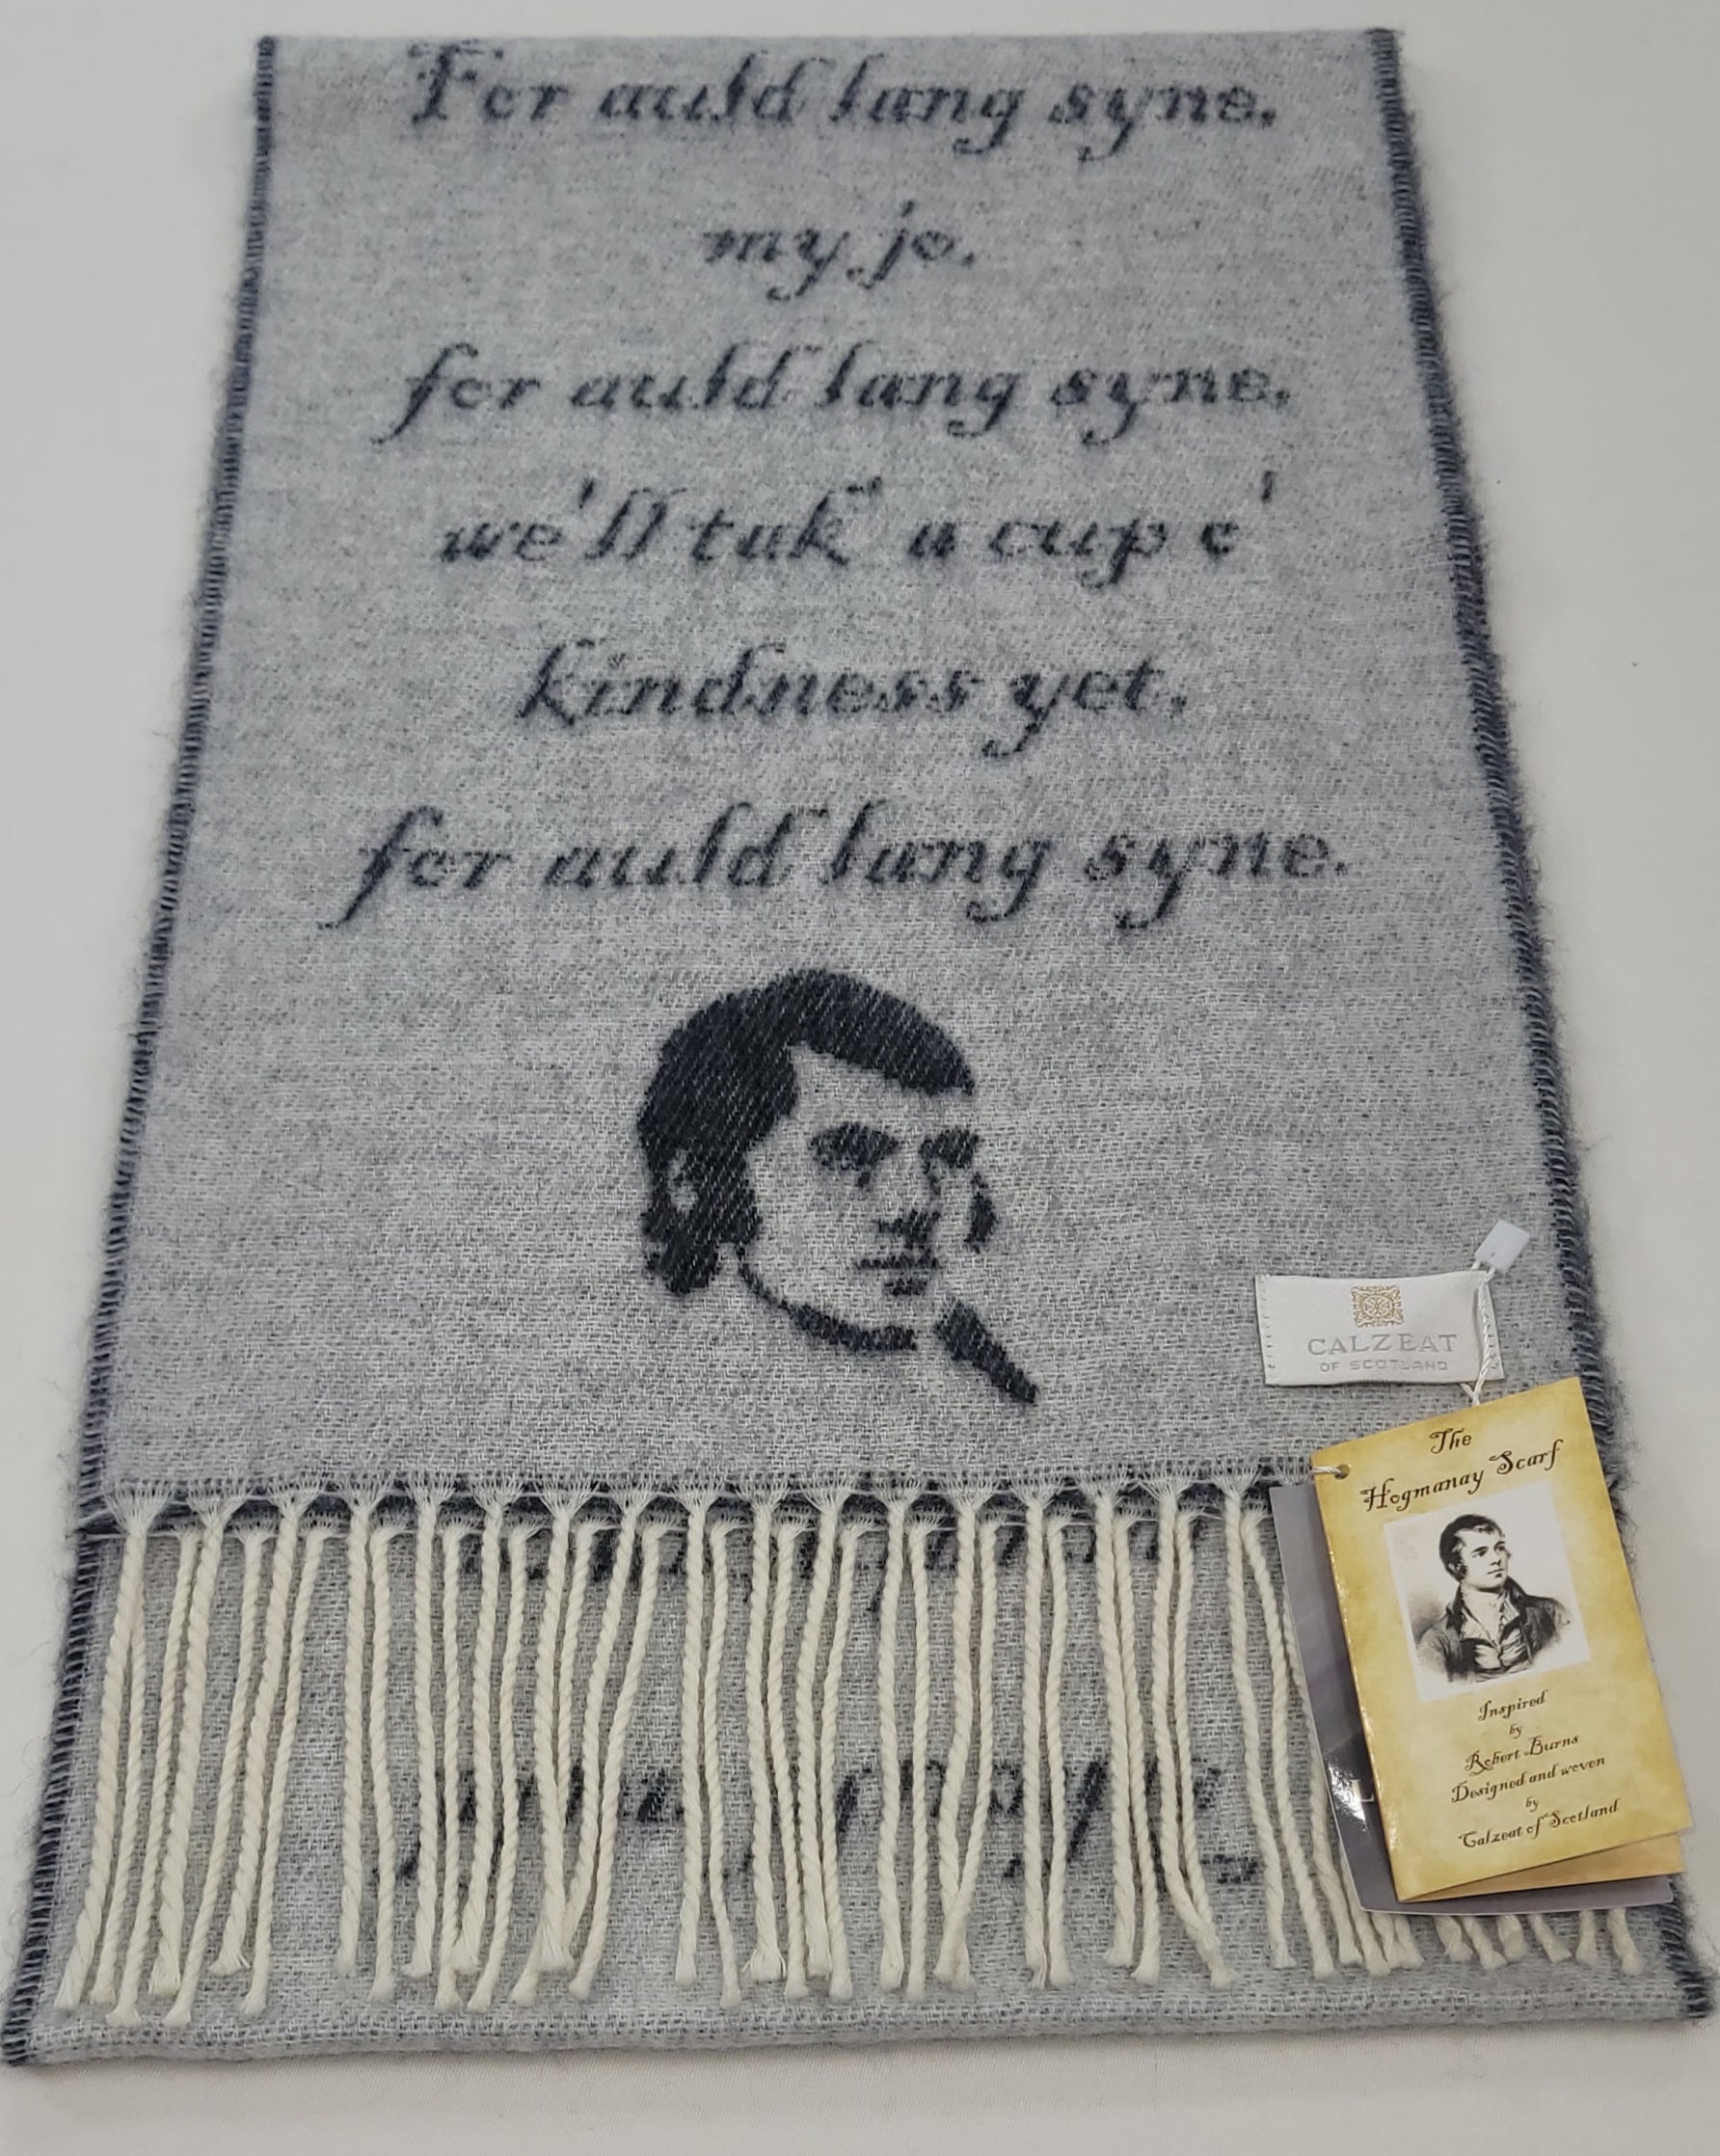 For auld lang syne,
my jo,
for auld lang syne,
we'll tak' a cup o'
kindness yet,
for auld lang syne.
CALZEAT
OF SCOTLAND
The
Hogmanay Scarf
Inspired
by
Robert Burns
Designed and woven
by
Calzeat of Scotland